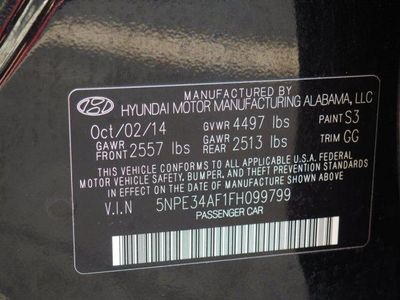 MANUFACTURED BY
HYUNDAI MOTOR MANUFACTURING ALABAMA, LLC
Oct/02/14 GVWR 4497 lbs PAINT S3
GAWR FRONT 2557 lbs GAWR REAR 2513 lbs TRIM GG
THIS VEHICLE CONFORMS TO ALL APPLICABLE U.S.A. FEDERAL
MOTOR VEHICLE SAFETY, BUMPER, AND THEFT PREVENTION STANDARDS
IN EFFECT ON THE DATE OF MANUFACTURE SHOWN ABOVE.
V.I.N 5NPE34AF1FH099799
PASSENGER CAR